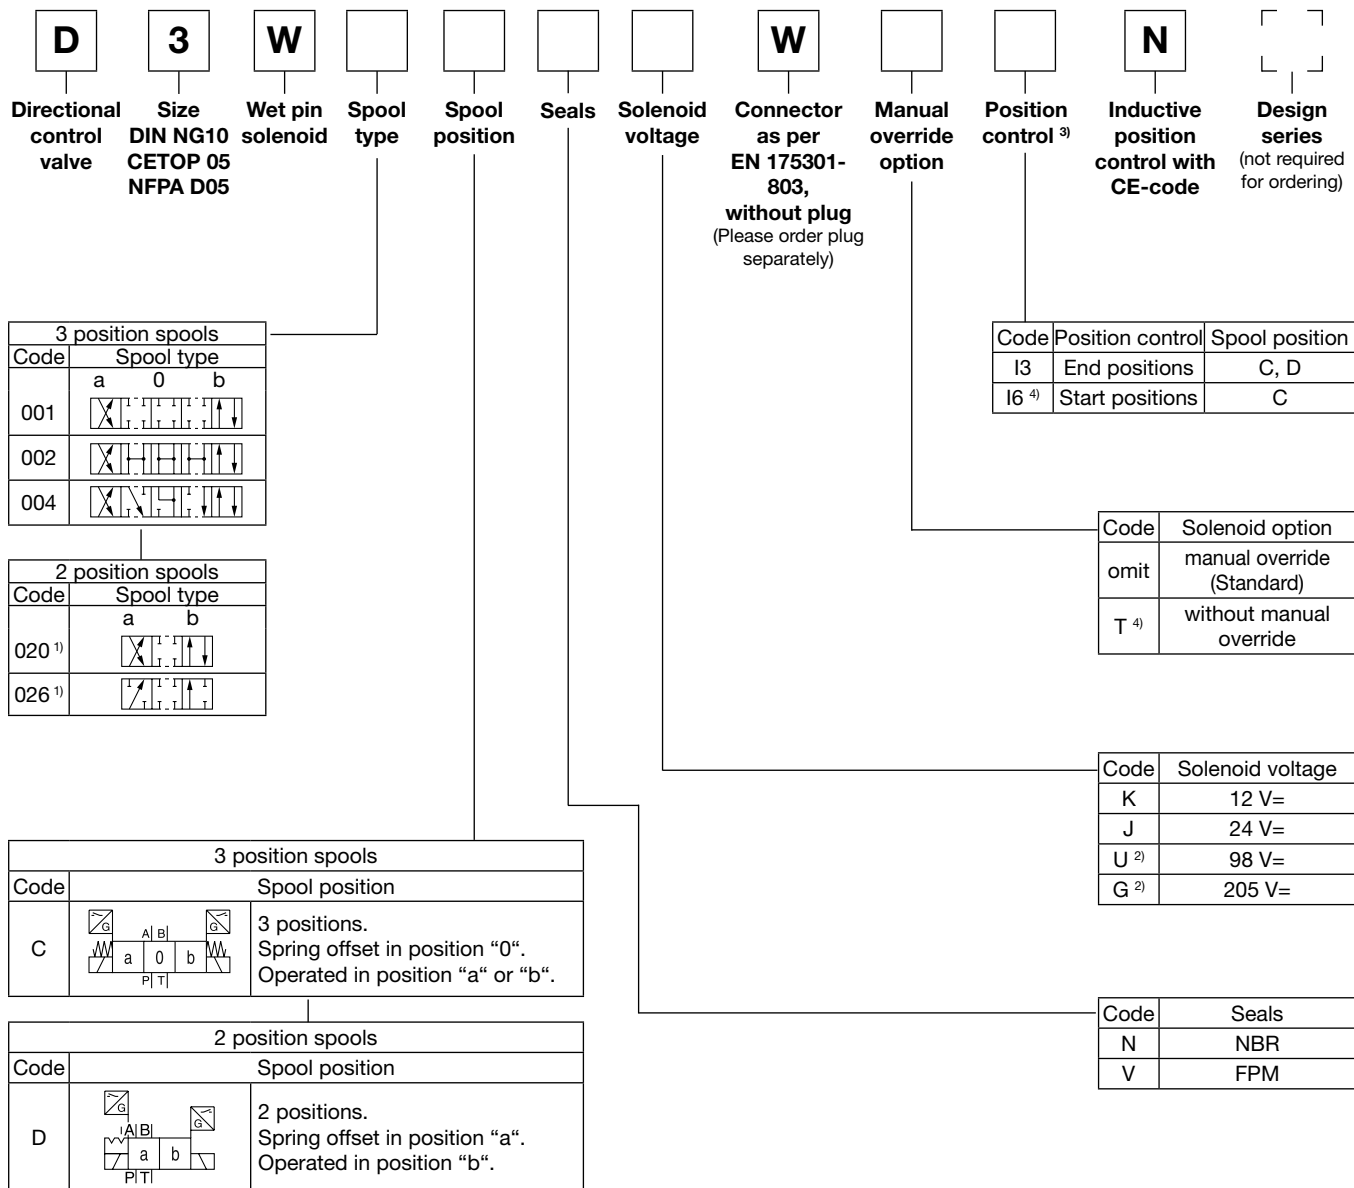 D 3 W W N
Directional control valve
Size DIN NG10 CETOP 05 NFPA D05
Wet pin solenoid
Spool type
Spool position
Seals
Solenoid voltage
Connector as per EN 175301-803, without plug (Please order plug separately)
Manual override option
Position control 3)
Inductive position control with CE-code
Design series (not required for ordering)
3 position spools
Code Spool type
a 0 b
001
002
004
2 position spools
Code Spool type
a b
020 1)
026 1)
Code Position control Spool position
I3 End positions C, D
I6 4) Start positions C
Code Solenoid option
omit manual override (Standard)
T 4) without manual override
Code Solenoid voltage
K 12 V=
J 24 V=
U 2) 98 V=
G 2) 205 V=
3 position spools
Code Spool position
C
G G
A B
a 0 b
P T
3 positions.
Spring offset in position “0“.
Operated in position “a“ or “b“.
2 position spools
Code Spool position
D
G G
A B
a b
P T
2 positions.
Spring offset in position “a“.
Operated in position “b“.
Code Seals
N NBR
V FPM